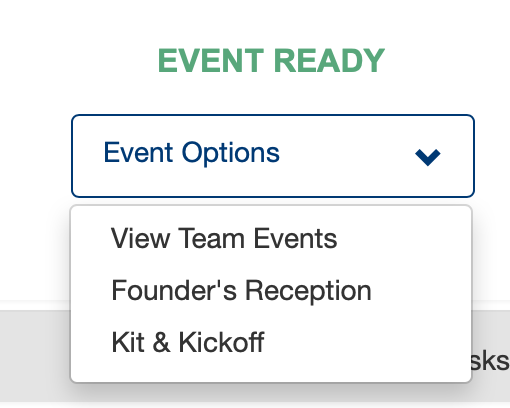 EVENT READY
Event Options
View Team Events
Founder's Reception
Kit & Kickoff